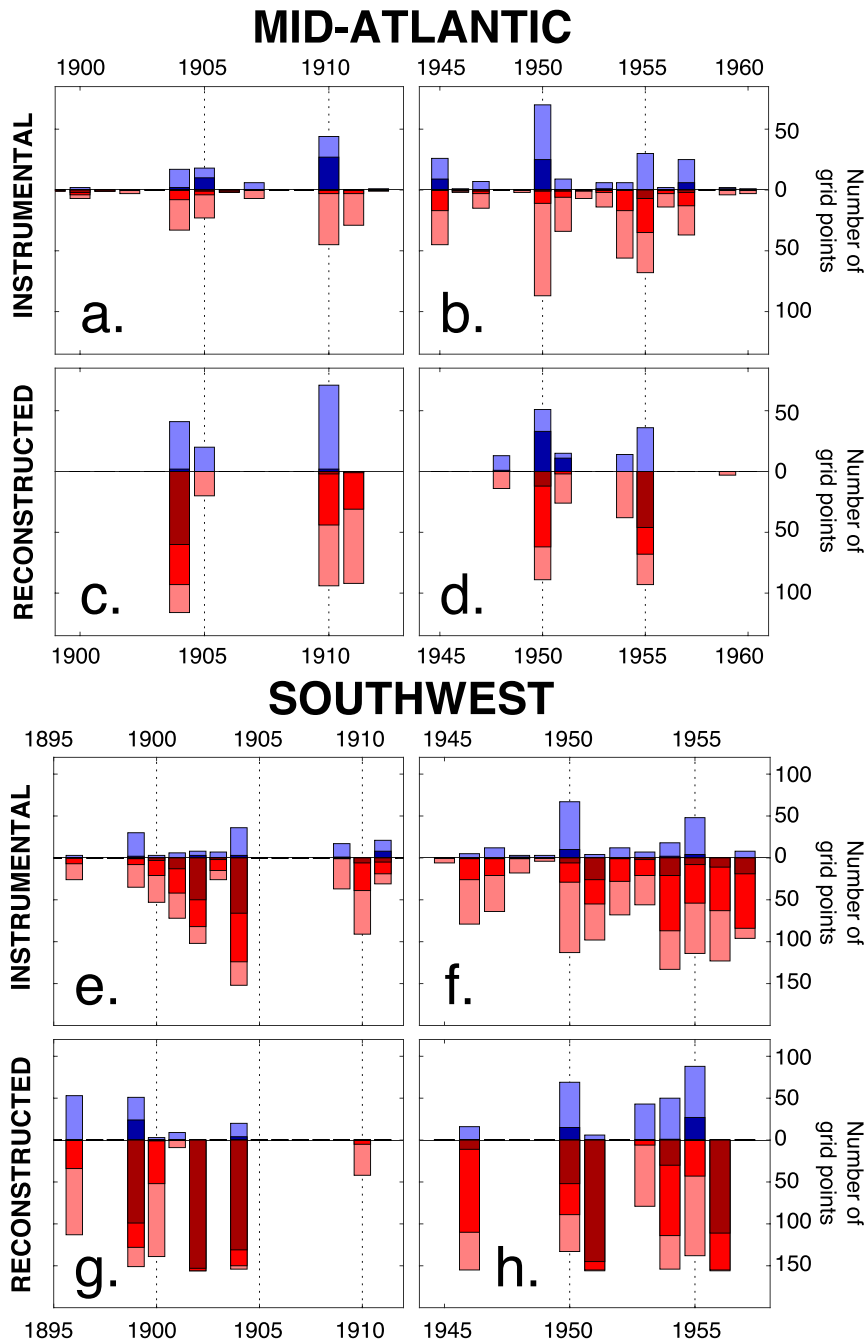 MID-ATLANTIC
1900 1905 1910 1945 1950 1955 1960
INSTRUMENTAL
a.
b.
50
0
50
100
Number of
grid points
RECONSTRUCTED
c.
d.
50
0
50
100
Number of
grid points
1900 1905 1910 1945 1950 1955 1960
SOUTHWEST
1895 1900 1905 1910 1945 1950 1955
INSTRUMENTAL
e.
f.
100
50
0
50
100
150
Number of
grid points
RECONSTRUCTED
g.
h.
100
50
0
50
100
150
Number of
grid points
1895 1900 1905 1910 1945 1950 1955